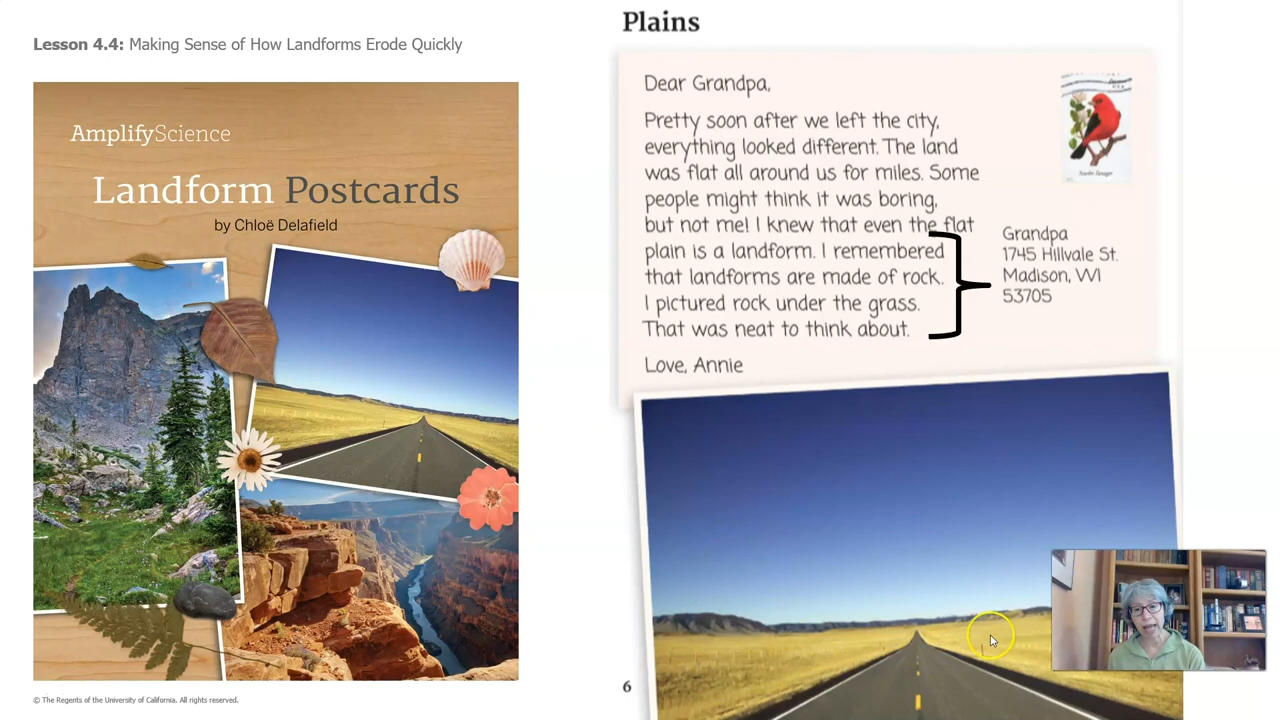 Lesson 4.4: Making Sense of How Landforms Erode Quickly
AmplifyScience
Landform Postcards
by Chloë Delafield
© The Regents of the University of California. All rights reserved.
Plains
Dear Grandpa,
Pretty soon after we left the city,
everything looked different. The land
was flat all around us for miles. Some
people might think it was boring,
but not me! I knew that even the flat
plain is a landform. I remembered
that landforms are made of rock.
I pictured rock under the grass.
That was neat to think about.
Love, Annie
Grandpa
1745 Hillvale St.
Madison, WI
53705
6